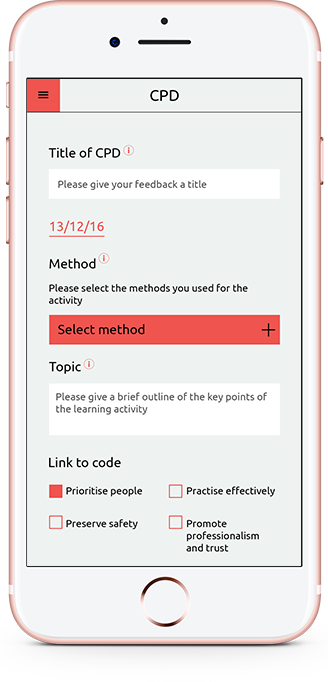 CPD
Title of CPD i
Please give your feedback a title
13/12/16
Method i
Please select the methods you used for the
activity
Select method
Topic i
Please give a brief outline of the key points of
the learning activity
Link to code
Prioritise people
Practise effectively
Preserve safety
Promote
professionalism
and trust